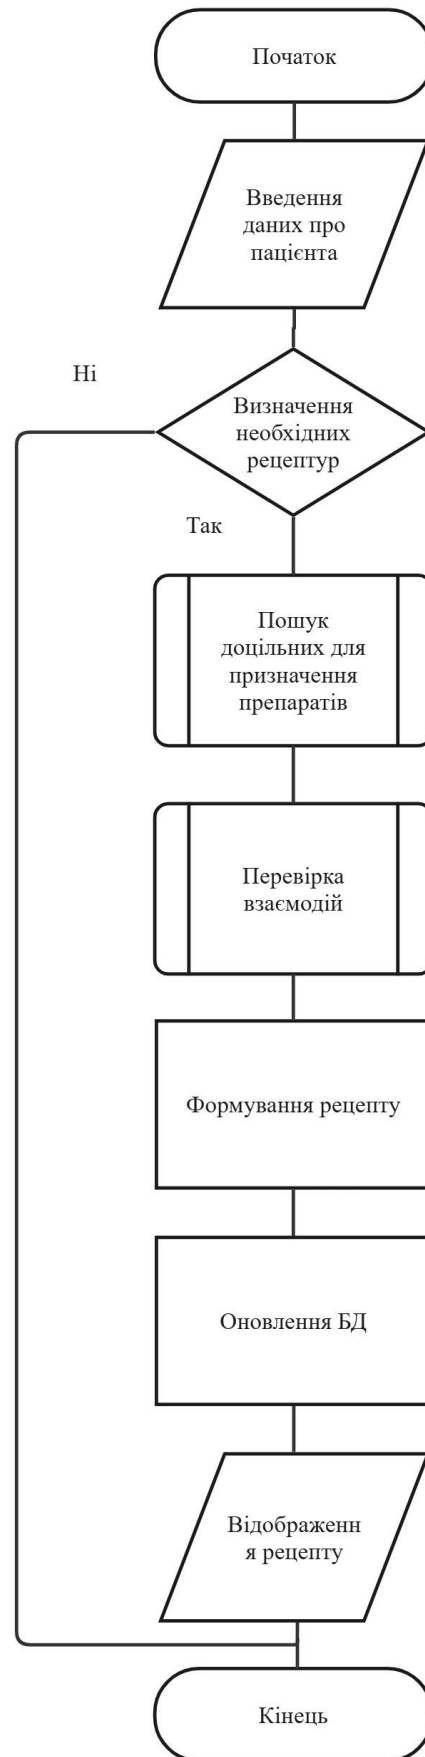 Початок
Введення
даних про
пацієнта
Ні
Визначення
необхідних
рецептур
Так
Пошук
доцільних для
призначення
препаратів
Перевірка
взаємодій
Формування рецепту
Оновлення БД
Відображенн
я рецепту
Кінець